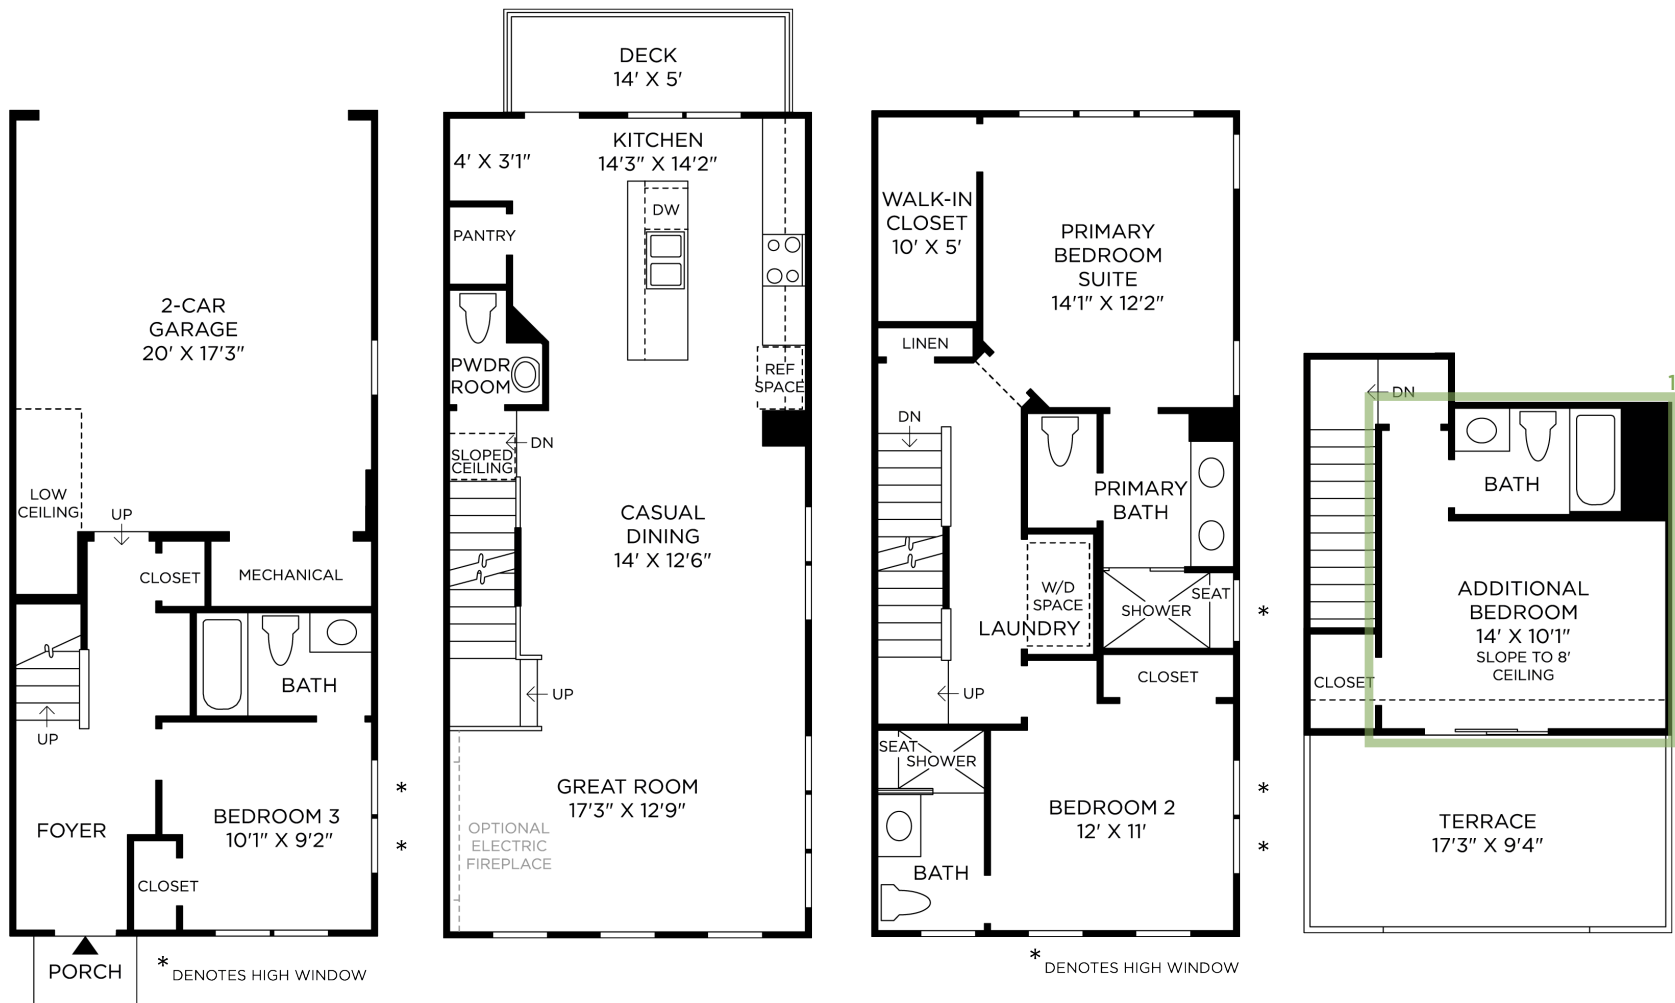 DECK
14' X 5'
KITCHEN
14'3" X 14'2"
4' X 3'1"
DW
PANTRY
PWDR
ROOM
REF
SPACE
DN
SLOPED
CEILING
CASUAL
DINING
14' X 12'6"
UP
GREAT ROOM
17'3" X 12'9"
OPTIONAL
ELECTRIC
FIREPLACE
2-CAR
GARAGE
20' X 17'3"
LOW
CEILING
UP
CLOSET
MECHANICAL
BATH
UP
FOYER
BEDROOM 3
10'1" X 9'2"
*
*
CLOSET
PORCH
* DENOTES HIGH WINDOW
WALK-IN
CLOSET
10' X 5'
PRIMARY
BEDROOM
SUITE
14'1" X 12'2"
LINEN
DN
PRIMARY
BATH
W/D
SPACE
LAUNDRY
SHOWER
SEAT
*
CLOSET
UP
SEAT
SHOWER
BEDROOM 2
12' X 11'
*
*
BATH
* DENOTES HIGH WINDOW
1
DN
BATH
ADDITIONAL
BEDROOM
14' X 10'1"
SLOPE TO 8'
CEILING
CLOSET
TERRACE
17'3" X 9'4"